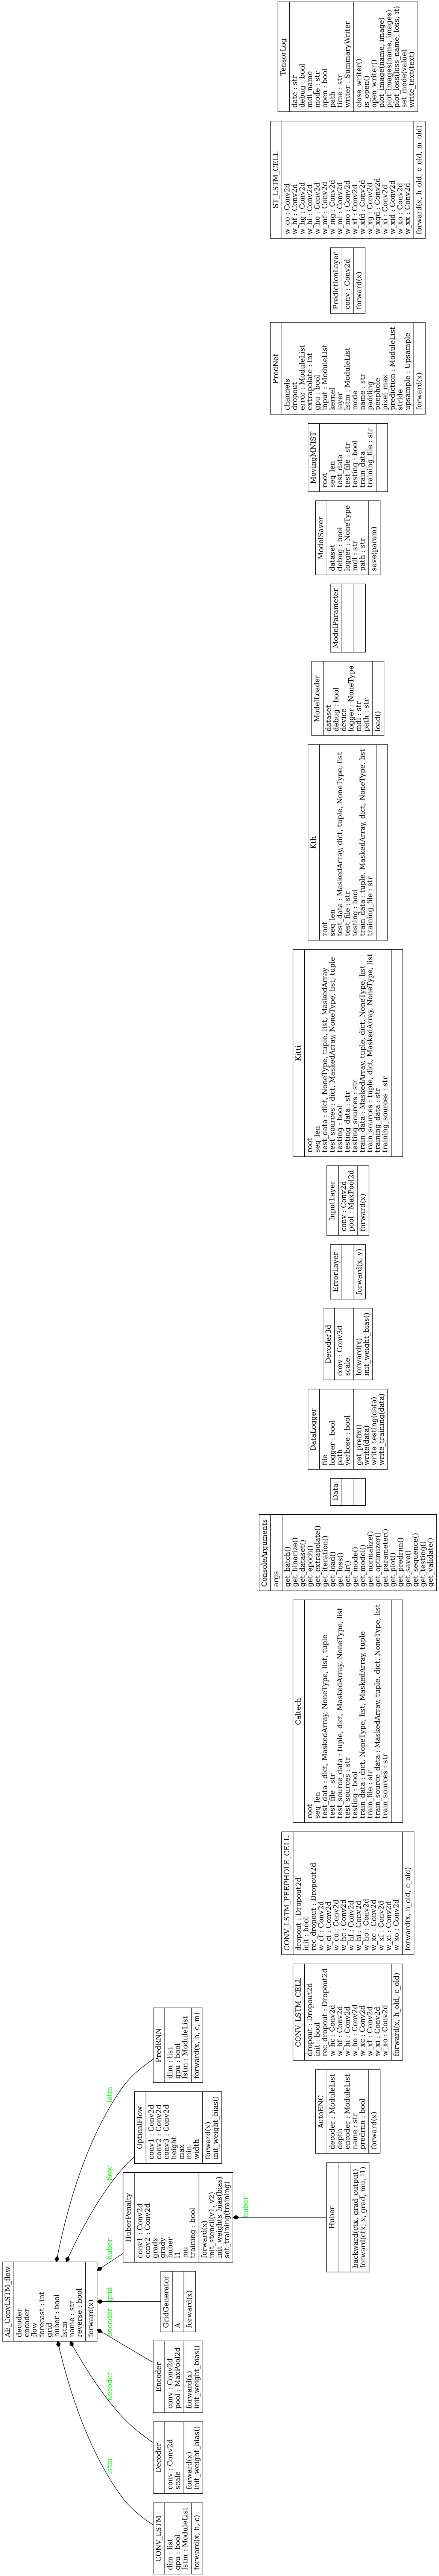 AE_ConvLSTM_flow
decoder
encoder
flow
forecast : int
grid
huber : bool
lstm
name : str
reverse : bool
forward(x)
lstm
decoder
encoder
grid
huber
flow
lstm
CONV_LSTM
dim : list
gpu : bool
lstm : ModuleList
forward(x, h, c)
Decoder
conv : Conv2d
scale
forward(x)
init_weight_bias()
Encoder
conv : Conv2d
pool : MaxPool2d
forward(x)
init_weight_bias()
GridGenerator
A
forward(x)
HuberPenalty
conv1 : Conv2d
conv2 : Conv2d
gradx
grady
huber
l1
mu
training : bool
forward(x)
init_stencil(v1, v2)
init_weights_bias(bias)
set_training(training)
OpticalFlow
conv1 : Conv2d
conv2 : Conv2d
conv3 : Conv2d
height
max
min
width
forward(x)
init_weight_bias()
PredRNN
dim : list
gpu : bool
lstm : ModuleList
forward(x, h, c, m)
huber
Huber
backward(ctx, grad_output)
forward(ctx, x, grad, mu, l1)
AutoENC
decoder : ModuleList
depth
encoder : ModuleList
name : str
predrnn : bool
forward(x)
CONV_LSTM_CELL
dropout : Dropout2d
init : bool
rec_dropout : Dropout2d
w_hc : Conv2d
w_hf : Conv2d
w_hi : Conv2d
w_ho : Conv2d
w_xc : Conv2d
w_xf : Conv2d
w_xi : Conv2d
w_xo : Conv2d
forward(x, h_old, c_old)
CONV_LSTM_PEEPHOLE_CELL
dropout : Dropout2d
init : bool
rec_dropout : Dropout2d
w_cf : Conv2d
w_ci : Conv2d
w_co : Conv2d
w_hc : Conv2d
w_hf : Conv2d
w_hi : Conv2d
w_ho : Conv2d
w_xc : Conv2d
w_xf : Conv2d
w_xi : Conv2d
w_xo : Conv2d
forward(x, h_old, c_old)
Caltech
root
seq_len
test_data : dict, MaskedArray, NoneType, list, tuple
test_file : str
test_source_data : tuple, dict, MaskedArray, NoneType, list
test_sources : str
testing : bool
train_data : dict, NoneType, list, MaskedArray, tuple
train_file : str
train_source_data : MaskedArray, tuple, dict, NoneType, list
train_sources : str
ConsoleArguments
args
get_batch()
get_binarize()
get_dataset()
get_epoch()
get_extrapolate()
get_iteration()
get_load()
get_loss()
get_lr()
get_mode()
get_model()
get_normalize()
get_optimizer()
get_parameter()
get_plot()
get_predrnn()
get_save()
get_sequence()
get_testing()
get_validate()
Data
DataLogger
file
logger : bool
path
verbose : bool
get_prefix()
write(data)
write_testing(data)
write_training(data)
Decoder3d
conv : Conv3d
scale
forward(x)
init_weight_bias()
ErrorLayer
forward(x, y)
InputLayer
conv : Conv2d
pool : MaxPool2d
forward(x)
Kitti
root
seq_len
test_data : dict, NoneType, tuple, list, MaskedArray
test_sources : dict, MaskedArray, NoneType, list, tuple
testing : bool
testing_data : str
testing_sources : str
train_data : MaskedArray, tuple, dict, NoneType, list
train_sources : tuple, dict, MaskedArray, NoneType, list
training_data : str
training_sources : str
Kth
root
seq_len
test_data : MaskedArray, dict, tuple, NoneType, list
test_file : str
testing : bool
train_data : tuple, MaskedArray, dict, NoneType, list
training_file : str
ModelLoader
dataset
debug : bool
device
logger : NoneType
mdl : str
path : str
load()
ModelParameter
ModelSaver
dataset
debug : bool
logger : NoneType
mdl : str
path : str
save(param)
MovingMNIST
root
seq_len
test_data
test_file : str
testing : bool
train_data
training_file : str
PredNet
channels
dropout
error : ModuleList
extrapolate : int
gpu : bool
input : ModuleList
kernel
layer
lstm : ModuleList
mode
name : str
padding
peephole
pixel_max
prediction : ModuleList
stride
upsample : Upsample
forward(x)
PredictionLayer
conv : Conv2d
forward(x)
ST_LSTM_CELL
w_co : Conv2d
w_hf : Conv2d
w_hg : Conv2d
w_hi : Conv2d
w_ho : Conv2d
w_mf : Conv2d
w_mg : Conv2d
w_mi : Conv2d
w_mo : Conv2d
w_xf : Conv2d
w_xfd : Conv2d
w_xg : Conv2d
w_xgd : Conv2d
w_xi : Conv2d
w_xid : Conv2d
w_xo : Conv2d
w_xx : Conv2d
forward(x, h_old, c_old, m_old)
TensorLog
date : str
debug : bool
mdl_name
mode : str
open : bool
path
time : str
writer : SummaryWriter
close_writer()
is_open()
open_writer()
plot_image(name, image)
plot_images(name, images)
plot_loss(loss_name, loss, it)
set_mode(value)
write_text(text)